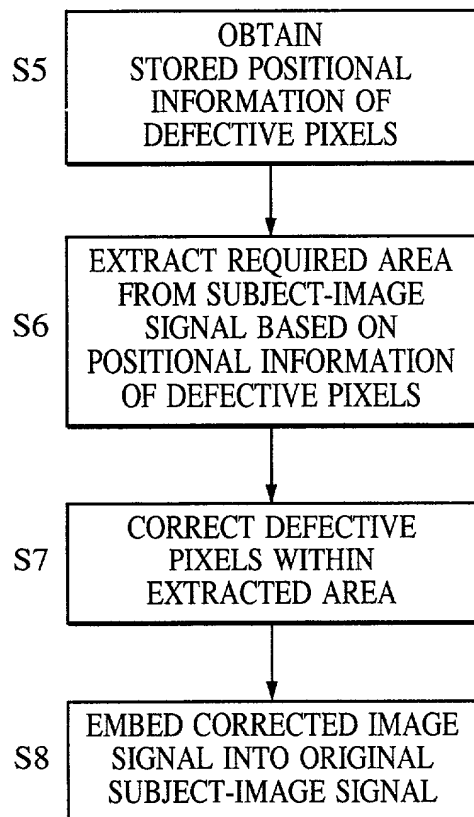 S5
OBTAIN
STORED POSITIONAL
INFORMATION OF
DEFECTIVE PIXELS
S6
EXTRACT REQUIRED AREA
FROM SUBJECT-IMAGE
SIGNAL BASED ON
POSITIONAL INFORMATION
OF DEFECTIVE PIXELS
S7
CORRECT DEFECTIVE
PIXELS WITHIN
EXTRACTED AREA
S8
EMBED CORRECTED IMAGE
SIGNAL INTO ORIGINAL
SUBJECT-IMAGE SIGNAL